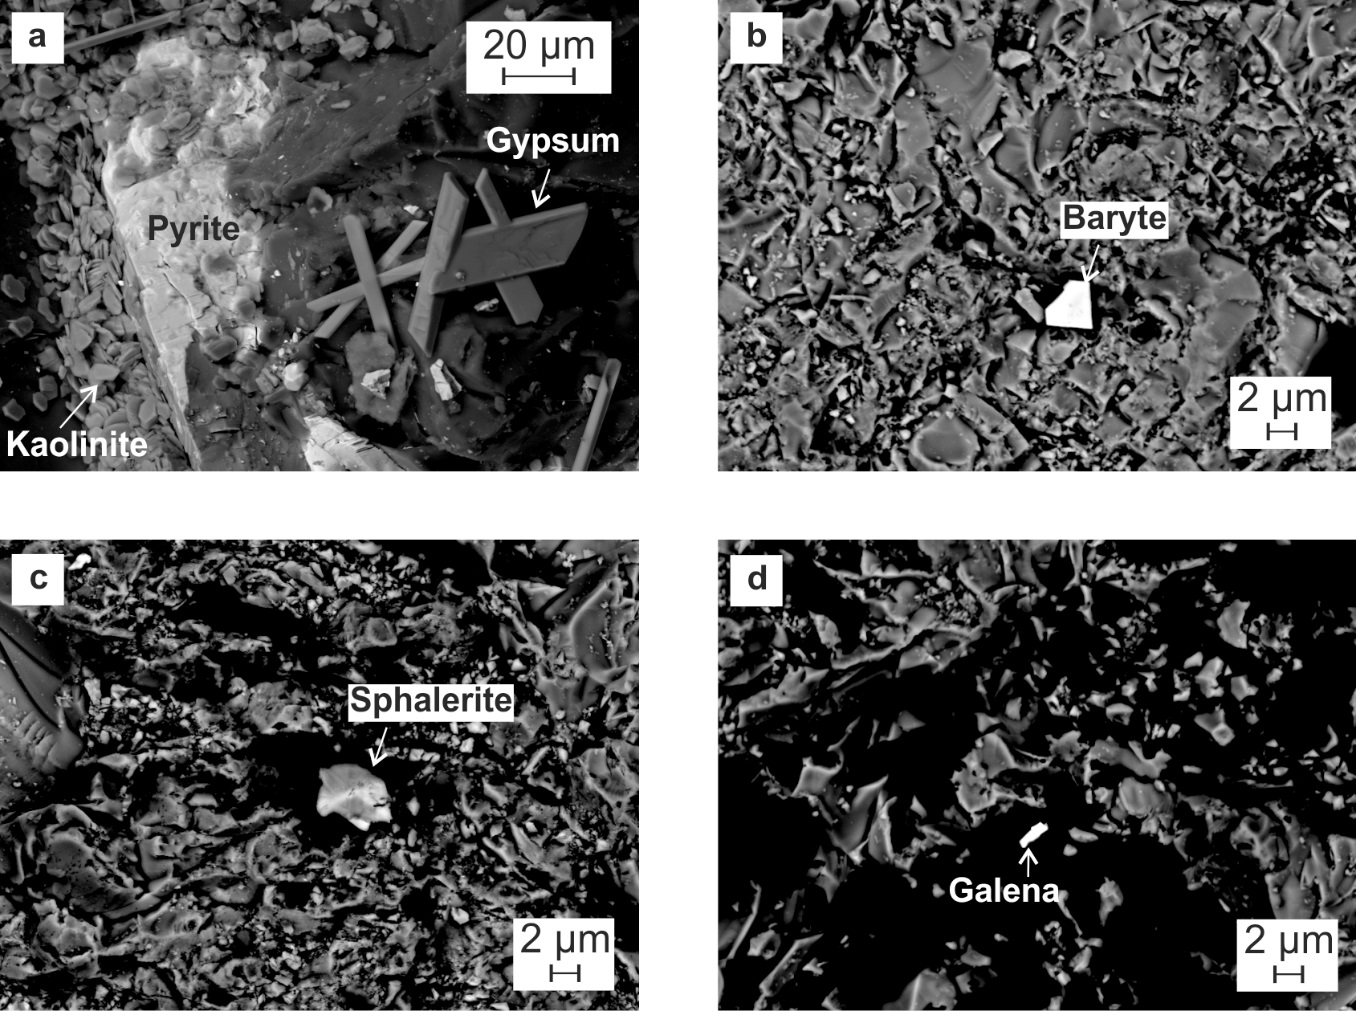 a
20 μm
Gypsum
Pyrite
Kaolinite
b
Baryte
2 μm
c
Sphalerite
2 μm
d
Galena
2 μm